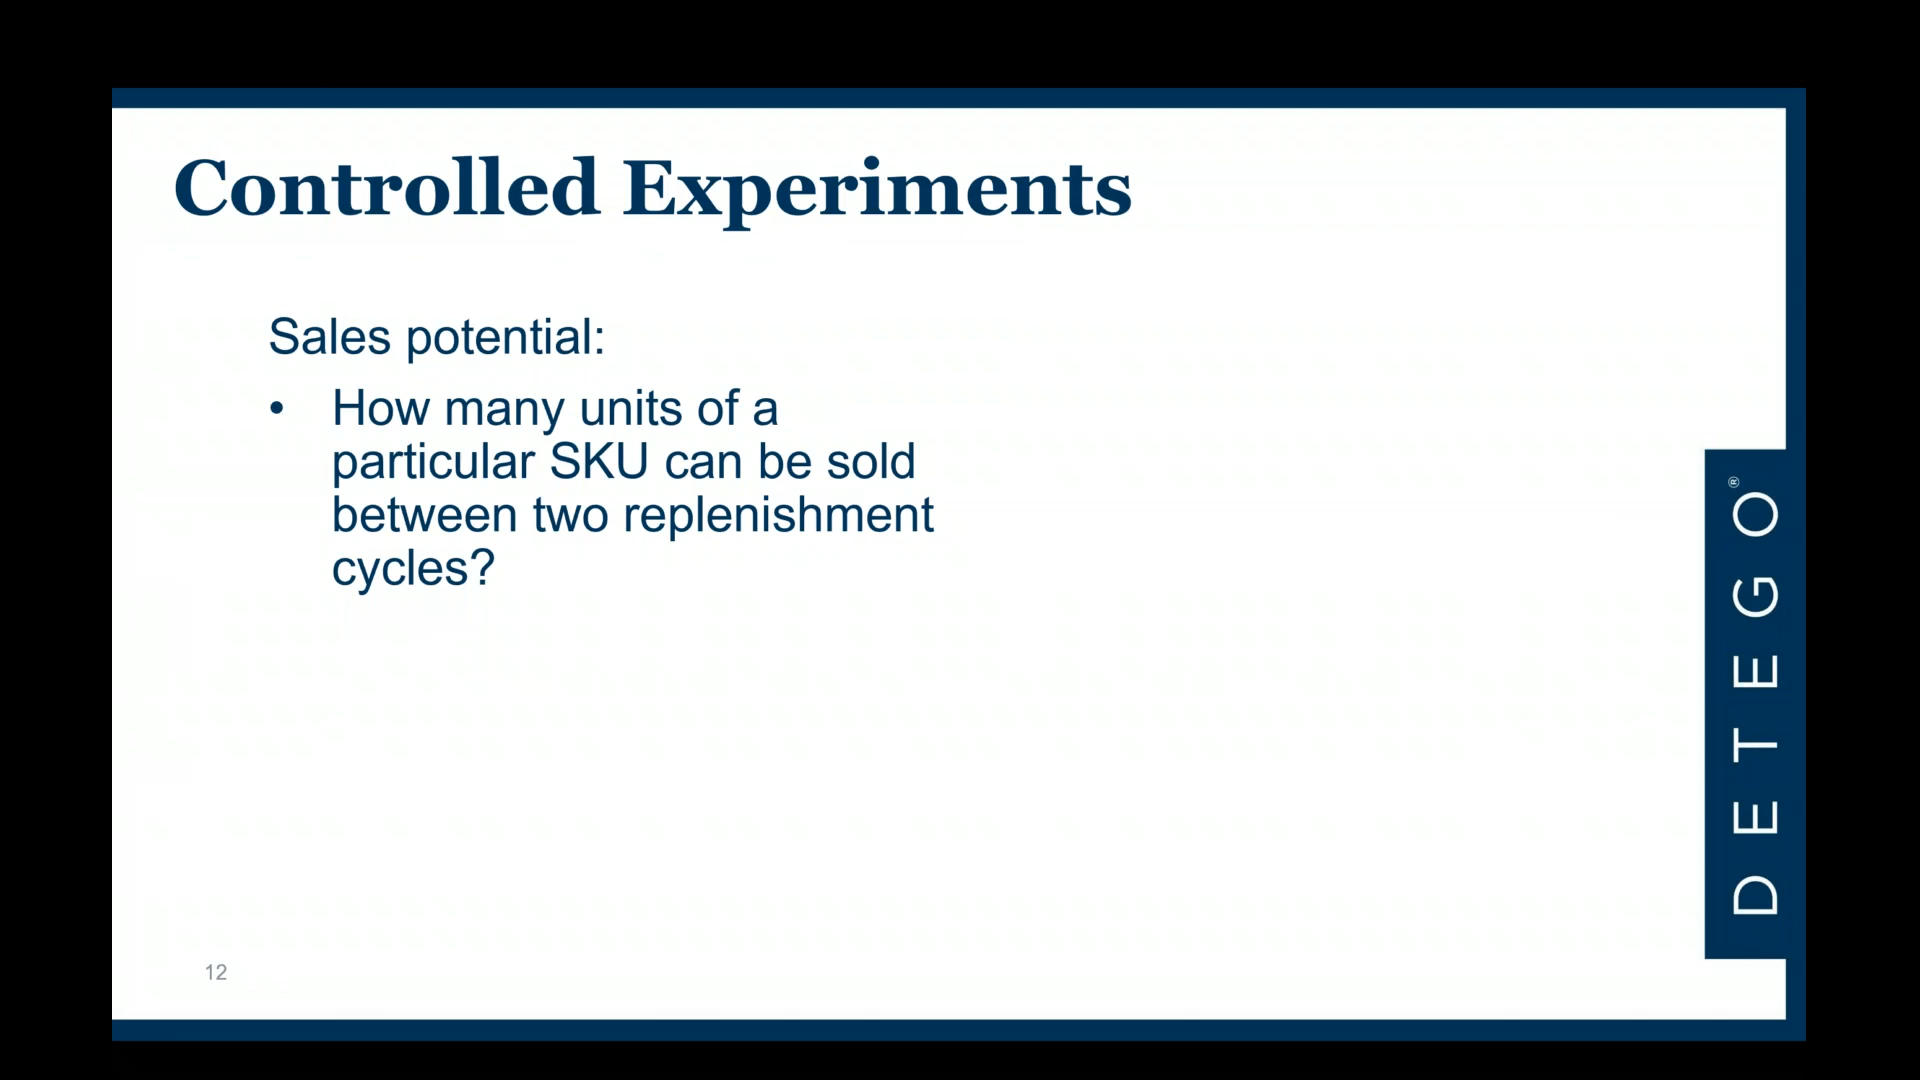 Controlled Experiments
Sales potential:
• How many units of a
particular SKU can be sold
between two replenishment
cycles?
DETEGO®
12